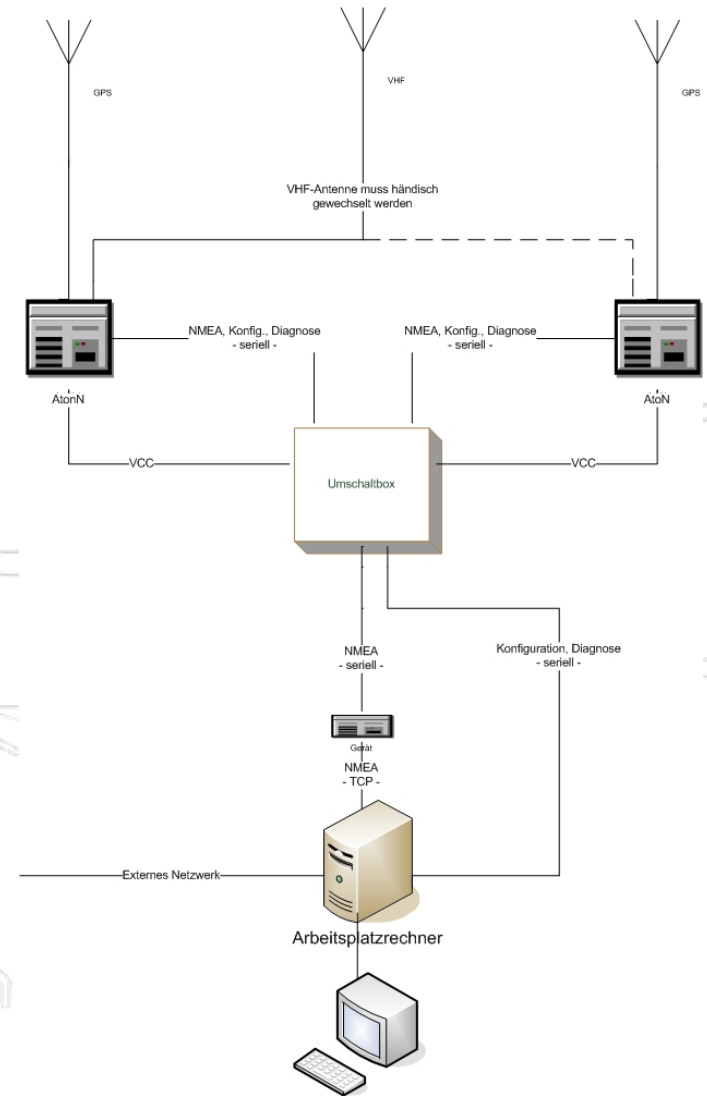 GPS
VHF
GPS
VHF-Antenne muss händisch
gewechselt werden
NMEA, Konfig., Diagnose
- seriell -
NMEA, Konfig., Diagnose
- seriell -
AtonN
AtoN
VCC
VCC
Umschaltbox
NMEA
- seriell -
Konfiguration, Diagnose
- seriell -
Gerät
NMEA
- TCP -
Externes Netzwerk
Arbeitsplatzrechner